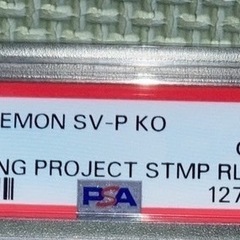 EMON SV-P KO
NG PROJECT STMP RL
PSA
127